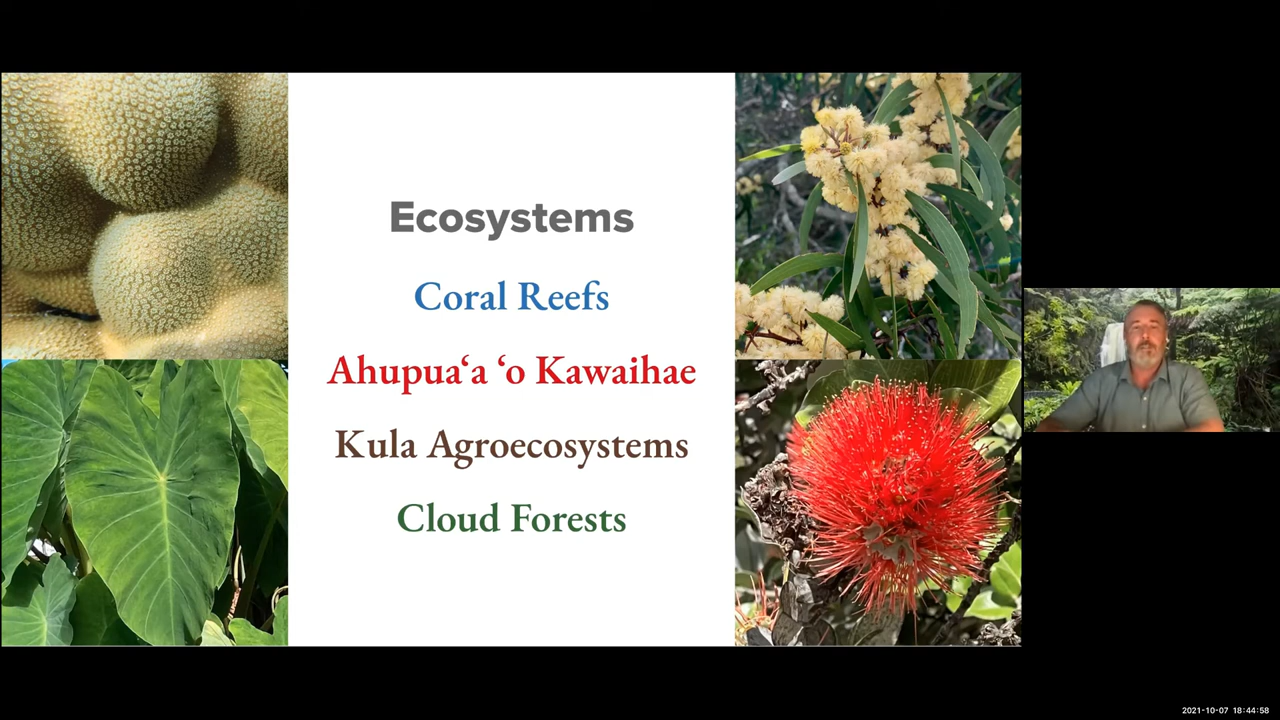 Ecosystems
Coral Reefs
Ahupuaʻa ʻo Kawaihae
Kula Agroecosystems
Cloud Forests
2021-10-07 18:44:58